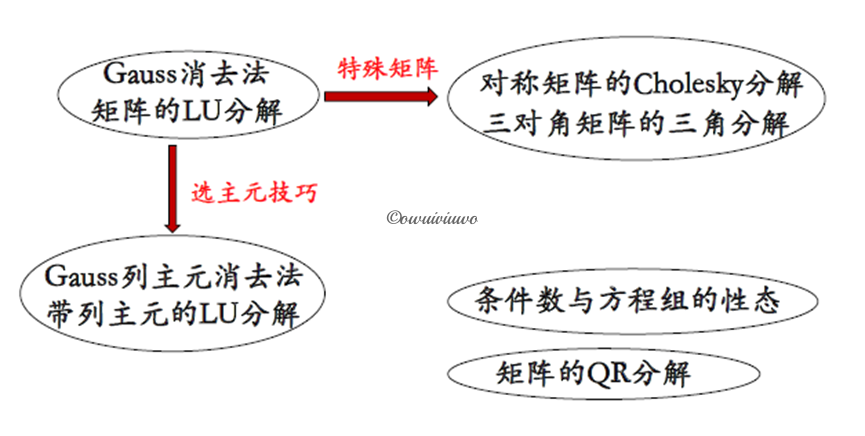 Gauss消去法
矩阵的LU分解
特殊矩阵
对称矩阵的Cholesky分解
三对角矩阵的三角分解
选主元技巧
©owuiviuwo
Gauss列主元消去法
带列主元的LU分解
条件数与方程组的性态
矩阵的QR分解